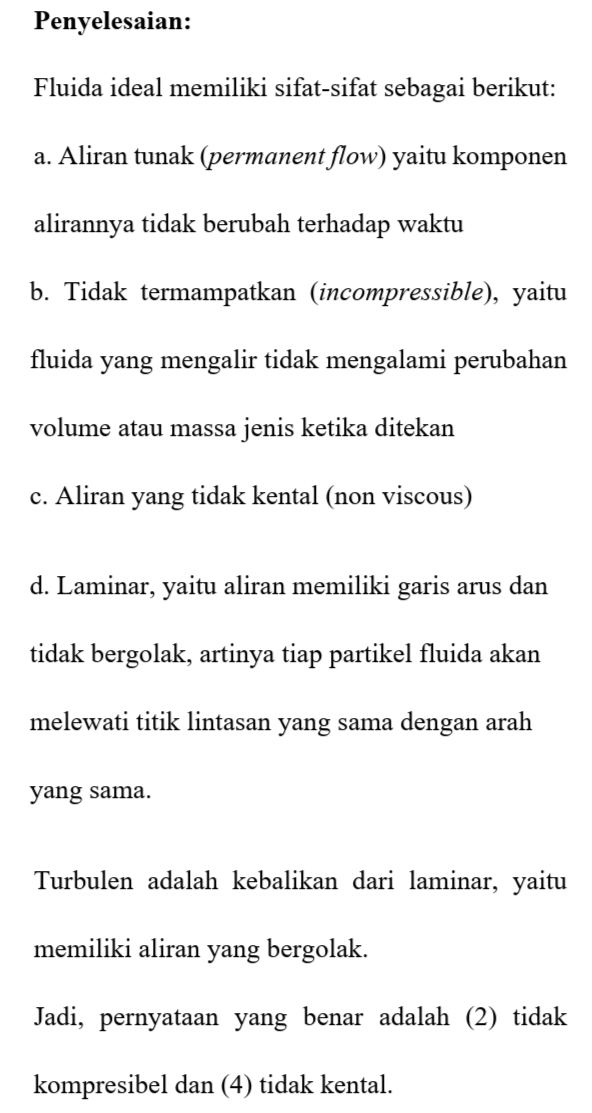 Penyelesaian:
Fluida ideal memiliki sifat-sifat sebagai berikut:
a. Aliran tunak (permanent flow) yaitu komponen
alirannya tidak berubah terhadap waktu
b. Tidak termampatkan (incompressible), yaitu
fluida yang mengalir tidak mengalami perubahan
volume atau massa jenis ketika ditekan
c. Aliran yang tidak kental (non viscous)
d. Laminar, yaitu aliran memiliki garis arus dan
tidak bergolak, artinya tiap partikel fluida akan
melewati titik lintasan yang sama dengan arah
yang sama.
Turbulen adalah kebalikan dari laminar, yaitu
memiliki aliran yang bergolak.
Jadi, pernyataan yang benar adalah (2) tidak
kompresibel dan (4) tidak kental.